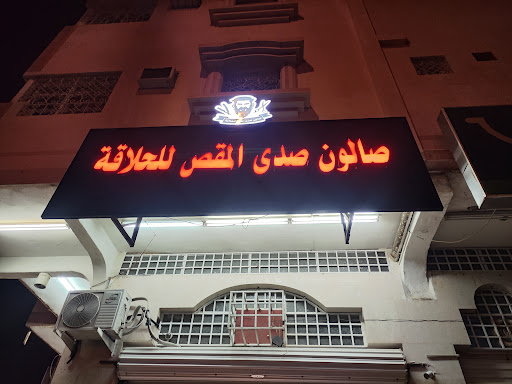 صالون صدى المقص للحلاقة